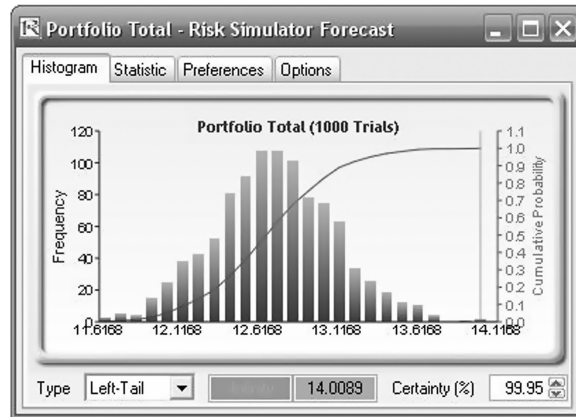 Portfolio Total - Risk Simulator Forecast
Histogram Statistic Preferences Options
Portfolio Total (1000 Trials)
Frequency
120
100
80
60
40
20
0
11.6168 12.1168 12.6168 13.1168 13.6168 14.1168
1.1
1.0
0.9
0.8
0.7
0.6
0.5
0.4
0.3
0.2
0.1
0.0
Cumulative Probability
Type Left-Tail -Infinity 14.0089 Certainty (%) 99.95